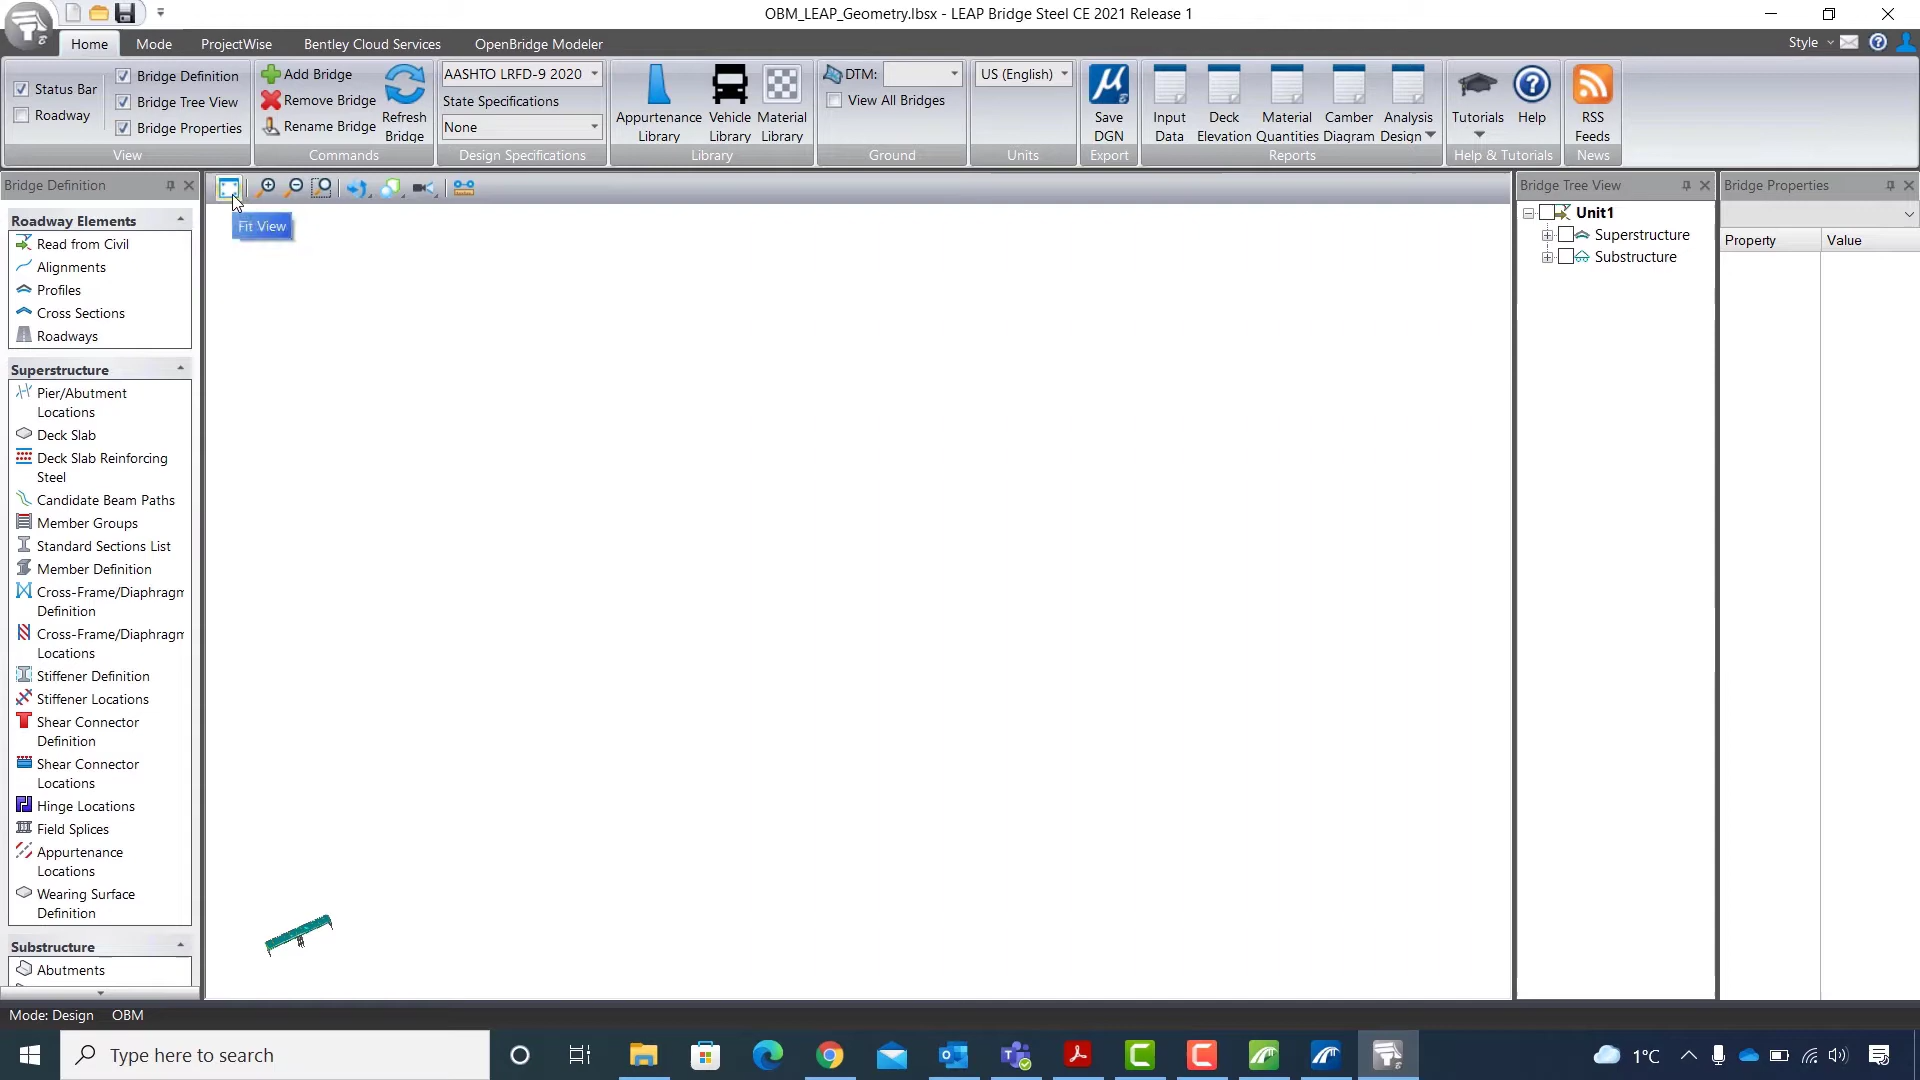 OBM_LEAP_Geometry.lbsx - LEAP Bridge Steel CE 2021 Release 1
Home
Mode
ProjectWise
Bentley Cloud Services
OpenBridge Modeler
Style
Status Bar
Roadway
Bridge Definition
Bridge Tree View
Bridge Properties
View
Add Bridge
Remove Bridge
Rename Bridge
Refresh
Bridge
Commands
AASHTO LRFD-9 2020
State Specifications
None
Design Specifications
Appurtenance
Library
Vehicle
Library
Material
Library
Library
DTM:
View All Bridges
Ground
US (English)
Units
Save
DGN
Export
Input
Data
Deck
Elevation
Material
Quantities
Camber
Diagram
Analysis
Design
Reports
Tutorials
Help
Help & Tutorials
RSS
Feeds
News
Bridge Definition
Roadway Elements
Read from Civil
Alignments
Profiles
Cross Sections
Roadways
Superstructure
Pier/Abutment
Locations
Deck Slab
Deck Slab Reinforcing
Steel
Candidate Beam Paths
Member Groups
Standard Sections List
Member Definition
Cross-Frame/Diaphragm
Definition
Cross-Frame/Diaphragm
Locations
Stiffener Definition
Stiffener Locations
Shear Connector
Definition
Shear Connector
Locations
Hinge Locations
Field Splices
Appurtenance
Locations
Wearing Surface
Definition
Substructure
Abutments
Fit View
Bridge Tree View
Unit1
Superstructure
Substructure
Bridge Properties
Property
Value
Mode: Design
OBM
Type here to search
1°C